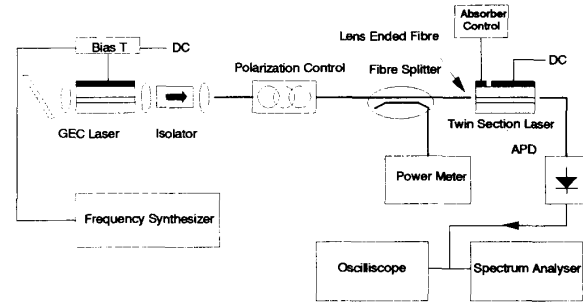 Absorber
Control
Bias T
DC
Lens Ended Fibre
DC
Polarization Control
Fibre Splitter
GEC Laser
Isolator
Twin Section Laser
APD
Power Meter
Frequency Synthesizer
Oscilliscope
Spectrum Analyser